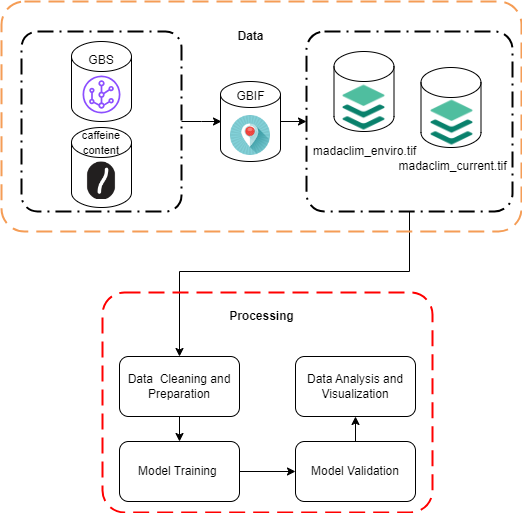 Data
GBS
caffeine
content
GBIF
madaclim_enviro.tif
madaclim_current.tif
Processing
Data Cleaning and
Preparation
Data Analysis and
Visualization
Model Training
Model Validation